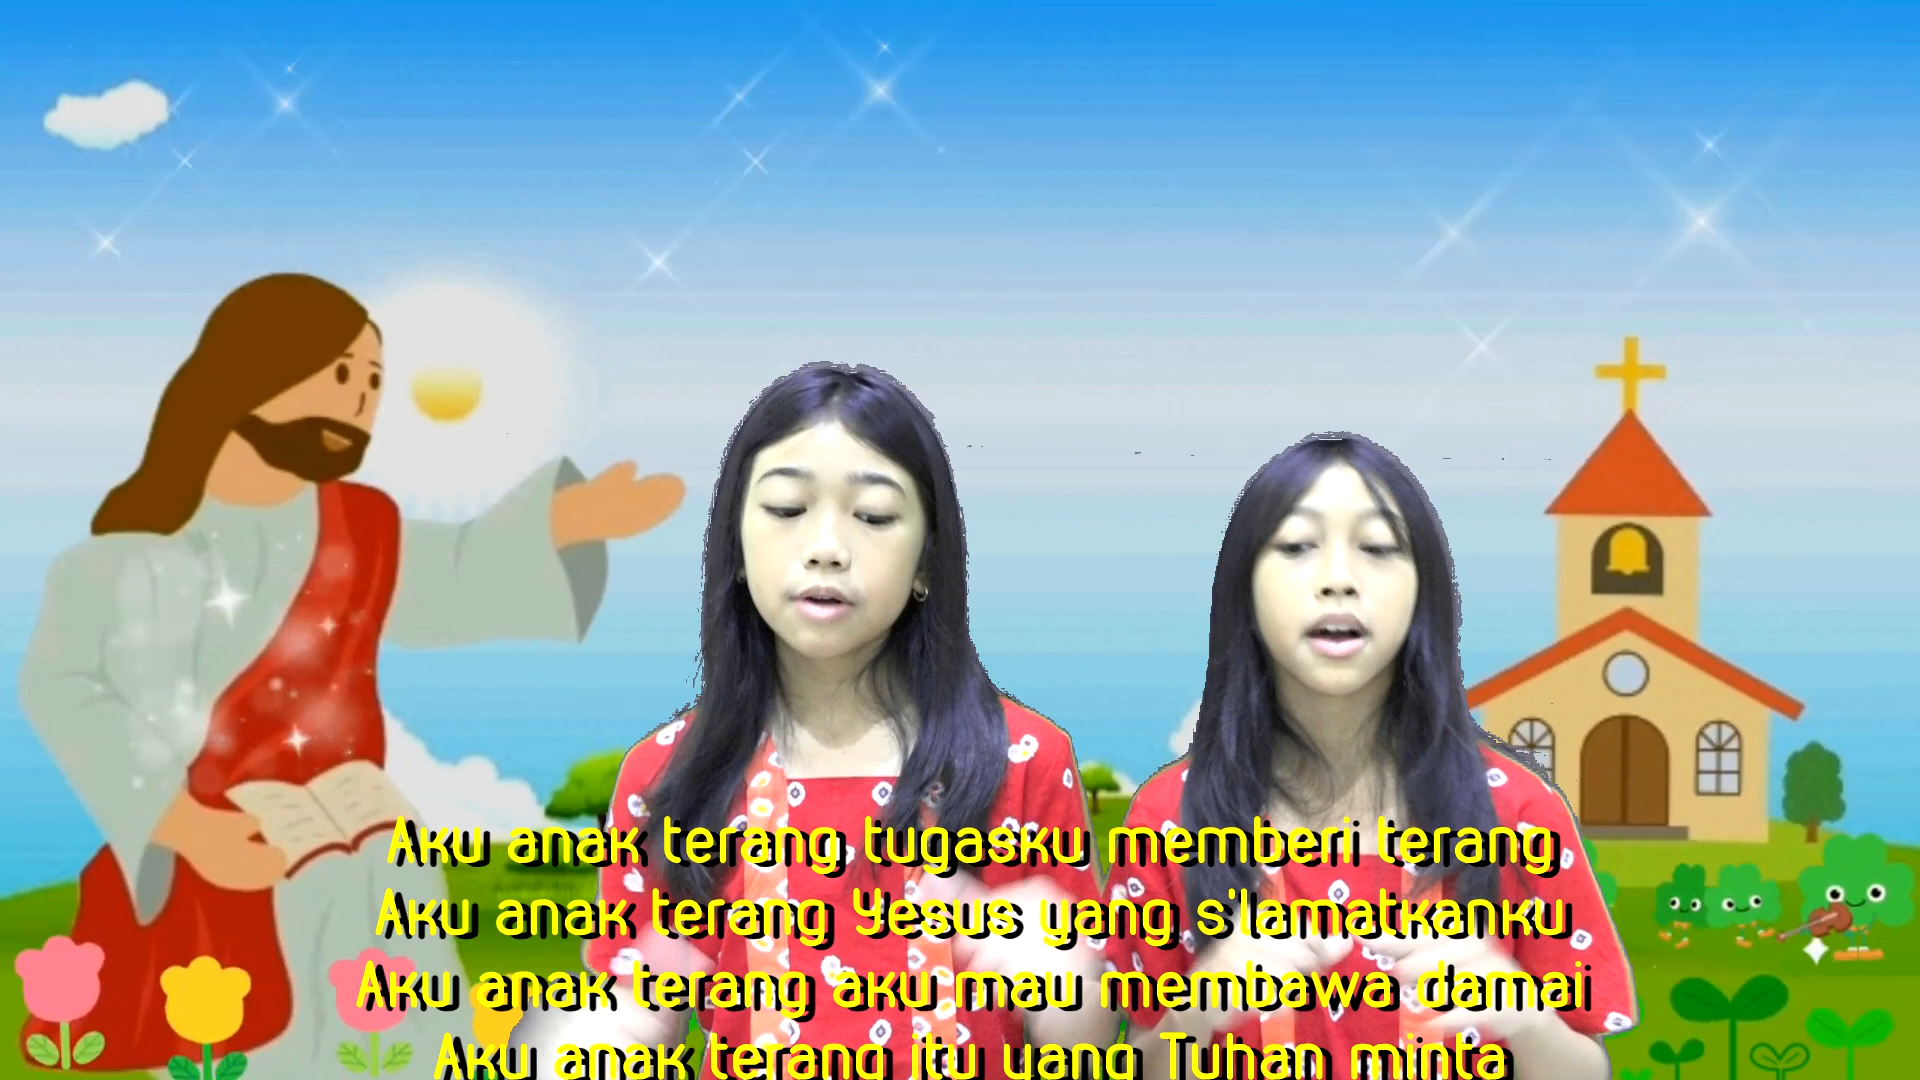 Aku anak terang tugasku memberi terang
Aku anak terang Yesus yang s'lamatkanku
Aku anak terang aku mau membawa damai
Aku anak terang itu yang Tuhan minta